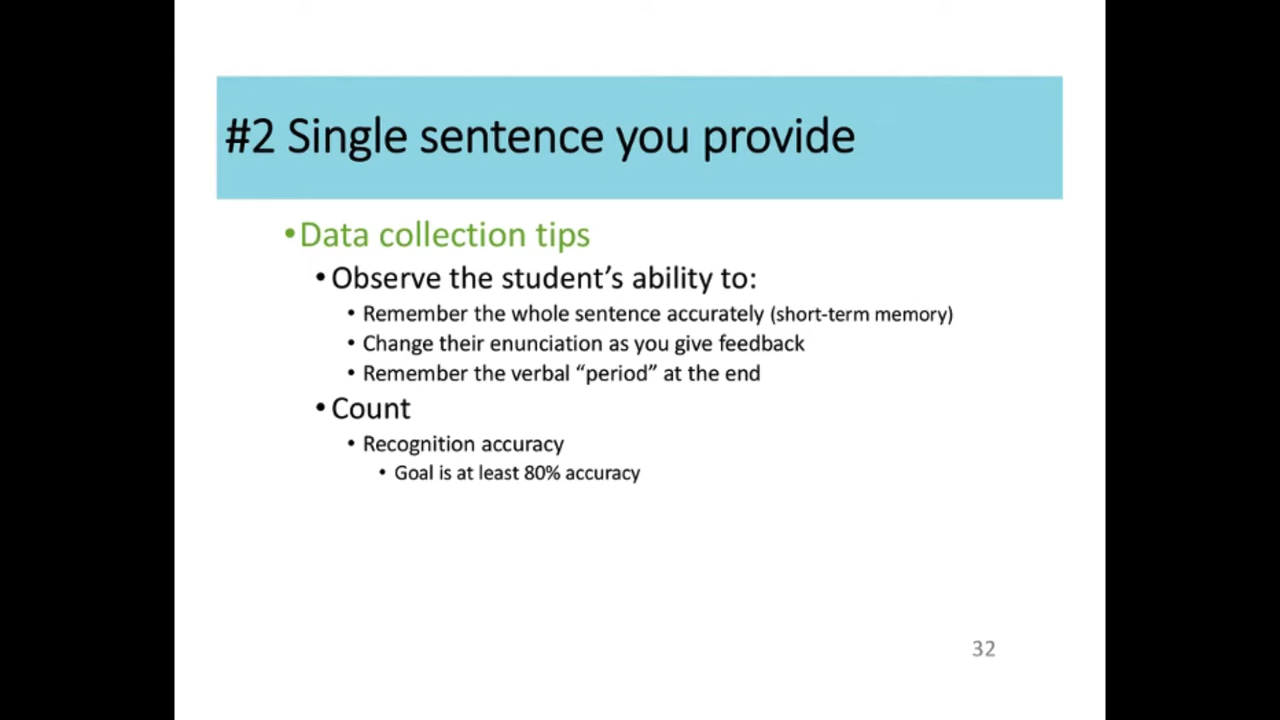 #2 Single sentence you provide
•Data collection tips
• Observe the student’s ability to:
• Remember the whole sentence accurately (short-term memory)
• Change their enunciation as you give feedback
• Remember the verbal “period” at the end
• Count
• Recognition accuracy
• Goal is at least 80% accuracy
32